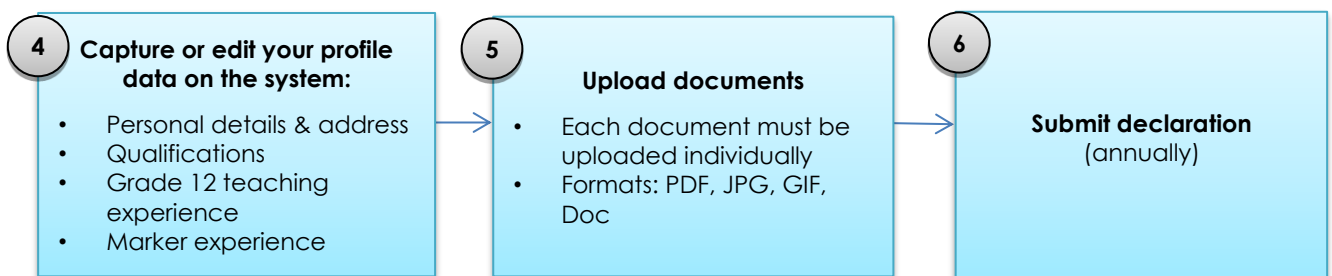 4
Capture or edit your profile
data on the system:
• Personal details & address
• Qualifications
• Grade 12 teaching
experience
• Marker experience
5
Upload documents
• Each document must be
uploaded individually
• Formats: PDF, JPG, GIF,
Doc
6
Submit declaration
(annually)